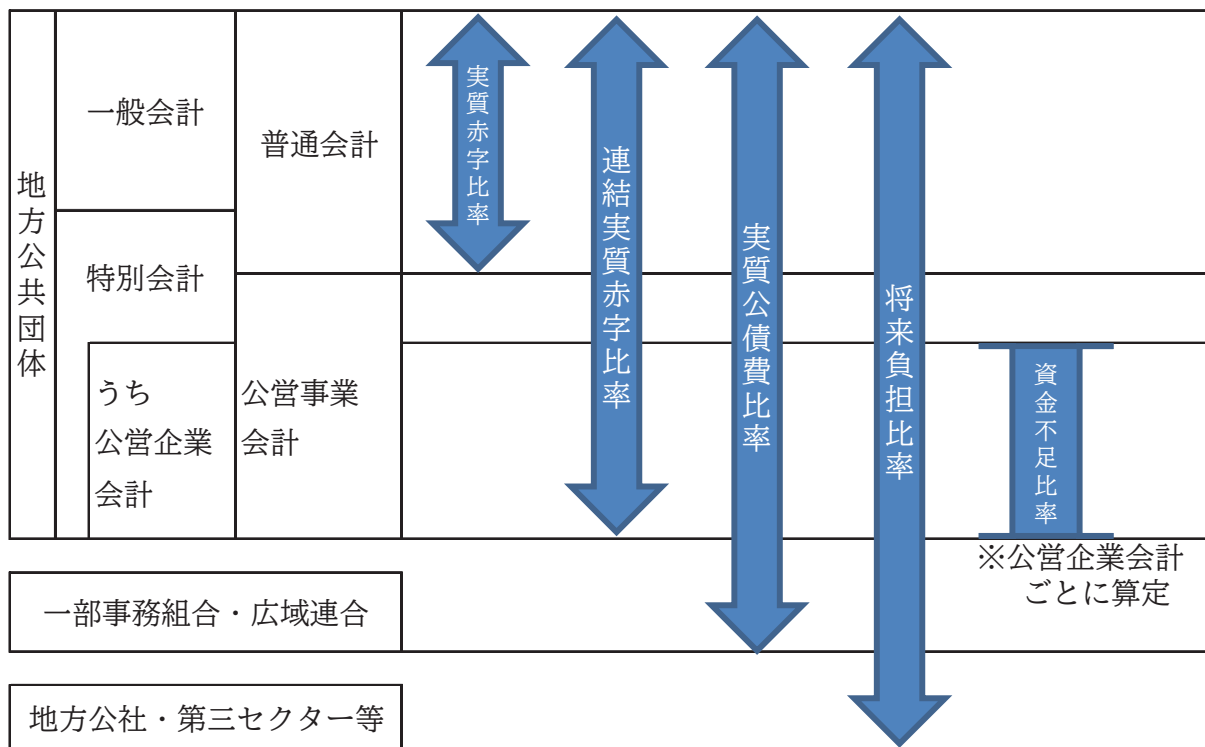 地方公共団体
一般会計
特別会計
うち
公営企業
会計
普通会計
公営事業
会計
実質赤字比率
連結実質赤字比率
実質公債費比率
将来負担比率
資金不足比率
※公営企業会計
ごとに算定
一部事務組合・広域連合
地方公社・第三セクター等